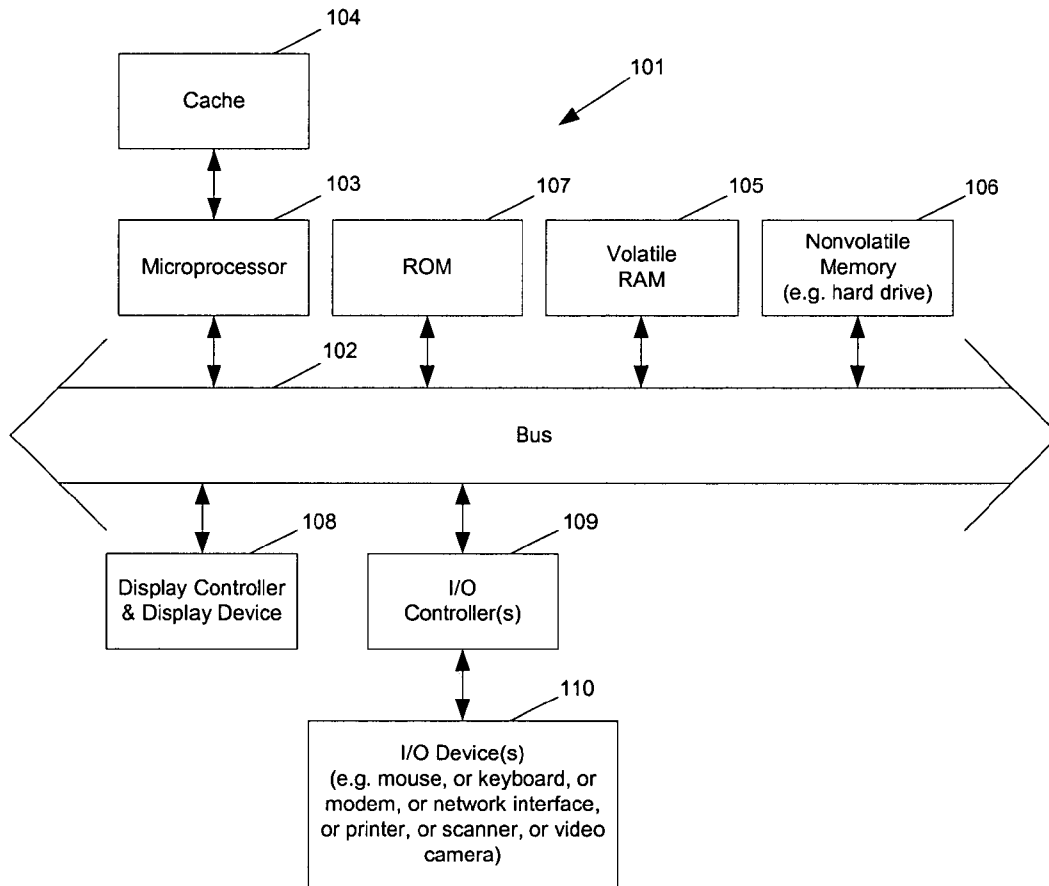 104
Cache
101
103
107
105
106
Microprocessor
ROM
Volatile
RAM
Nonvolatile
Memory
(e.g. hard drive)
102
Bus
108
109
Display Controller
& Display Device
I/O
Controller(s)
110
I/O Device(s)
(e.g. mouse, or keyboard, or
modem, or network interface,
or printer, or scanner, or video
camera)